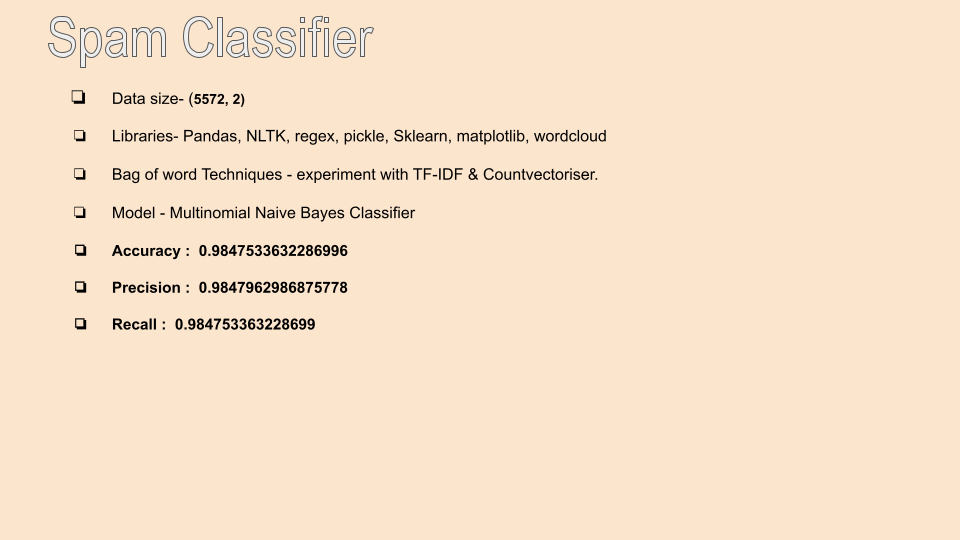 Spam Classifier
❏ Data size- (5572, 2)
❏ Libraries- Pandas, NLTK, regex, pickle, Sklearn, matplotlib, wordcloud
❏ Bag of word Techniques - experiment with TF-IDF & Countvectoriser.
❏ Model - Multinomial Naive Bayes Classifier
❏ Accuracy : 0.9847533632286996
❏ Precision : 0.9847962986875778
❏ Recall : 0.984753363228699